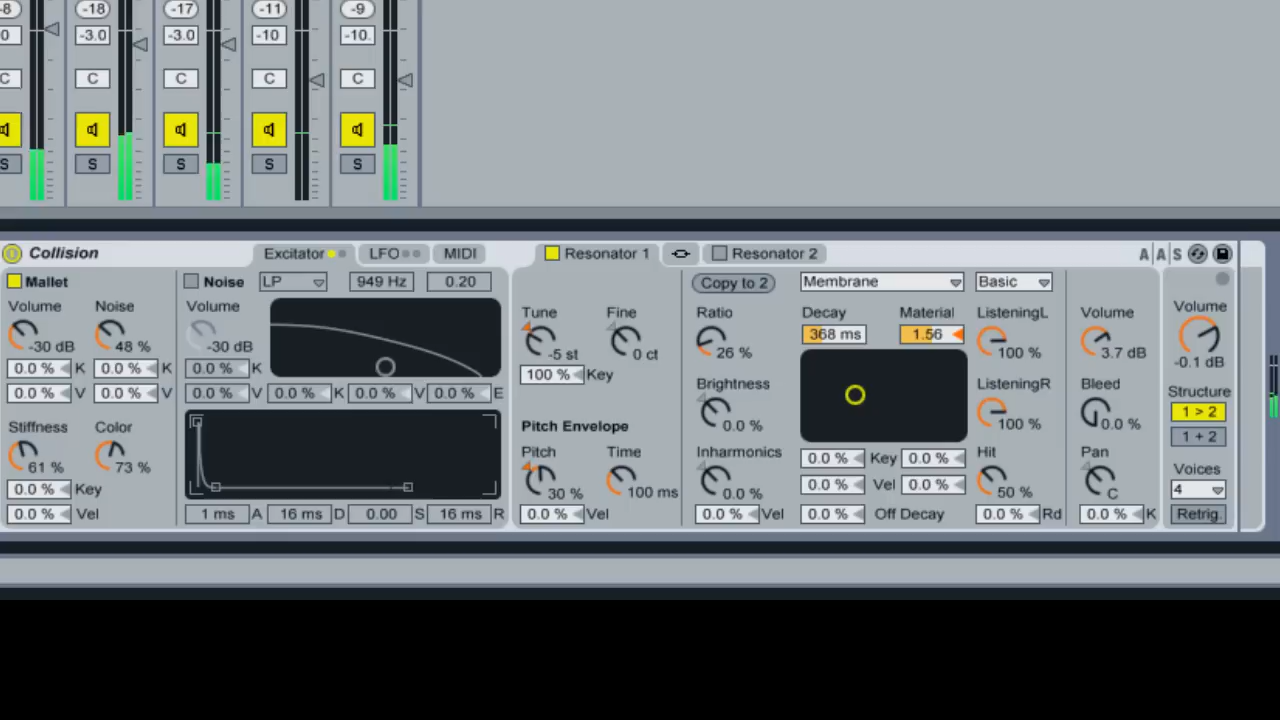 -8 -18 -17 -11 -9
0 -3.0 -3.0 -10 -10.
C C C C C
S S S S S
Collision Excitator LFO MIDI Resonator 1 Resonator 2 A A S
Mallet Noise LP 949 Hz 0.20 Copy to 2 Membrane Basic
Volume Noise Volume Tune Fine Ratio Decay Material ListeningL Volume Volume
-30 dB 48 % -30 dB -5 st 0 ct 26 % 368 ms 1.56 100 % 3.7 dB -0.1 dB
0.0 % K 0.0 % K 0.0 % K 100 % Key
0.0 % V 0.0 % V 0.0 % V 0.0 % K 0.0 % V 0.0 % E
Brightness ListeningR Bleed Structure
0.0 % 100 % 0.0 % 1 > 2
Stiffness Color Pitch Envelope 1 + 2
61 % 73 % Pitch Time Inharmonics 0.0 % Key 0.0 % Hit Pan Voices
0.0 % Key 30 % 100 ms 0.0 % 0.0 % Vel 0.0 % 50 % C 4
0.0 % Vel 1 ms A 16 ms D 0.00 S 16 ms R 0.0 % Vel 0.0 % Vel 0.0 % Off Decay 0.0 % Rd 0.0 % K Retrig.